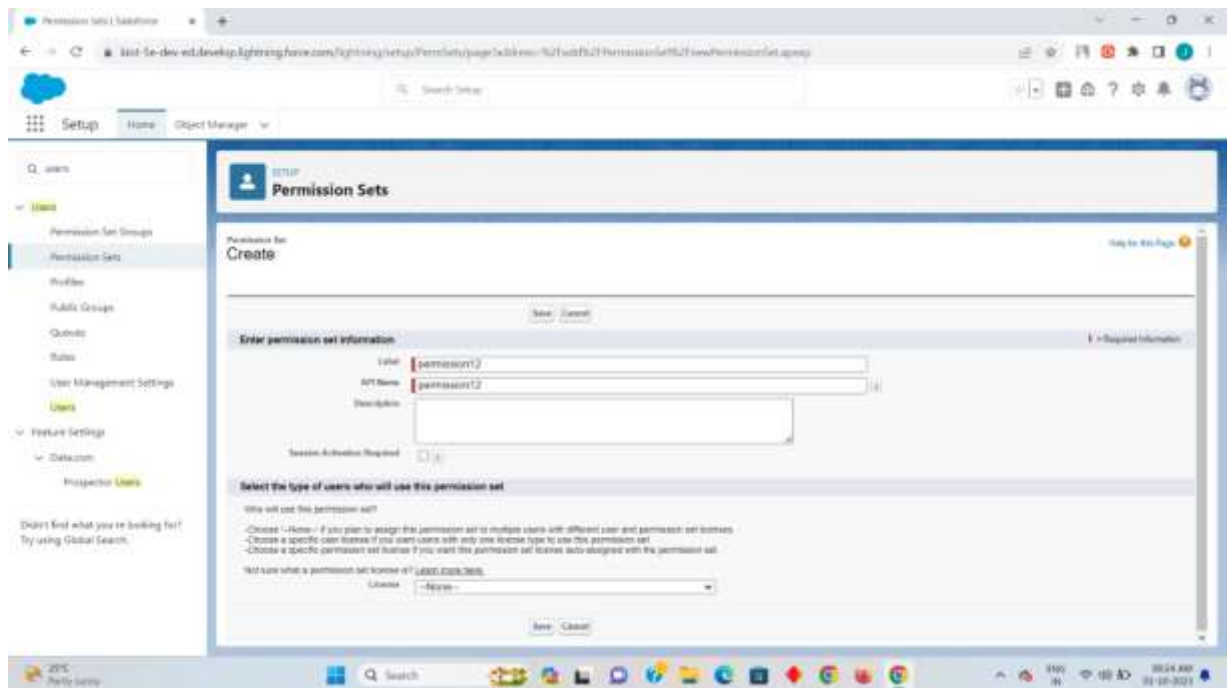 Permission Sets | Salesforce
Search Setup
Setup
Home
Object Manager
users
Users
Permission Set Groups
Permission Sets
Profiles
Public Groups
Queues
Roles
User Management Settings
Users
Feature Settings
Data.com
Prospector Users
Didn't find what you're looking for?
Try using Global Search.
SETUP
Permission Sets
Permission Set
Create
Help for this Page
Save Cancel
Enter permission set information
= Required Information
Label permission12
API Name permission12
Description
Session Activation Required
Select the type of users who will use this permission set
Who will use this permission set?
-Choose '--None--' if you plan to assign this permission set to multiple users with different user and permission set licenses.
-Choose a specific user license if you want users with only one license type to use this permission set.
-Choose a specific permission set license if you want this permission set license auto-assigned with the permission set.
Not sure what a permission set license is? Learn more here.
License --None--
Save Cancel
Partly sunny
Search
ENG
IN